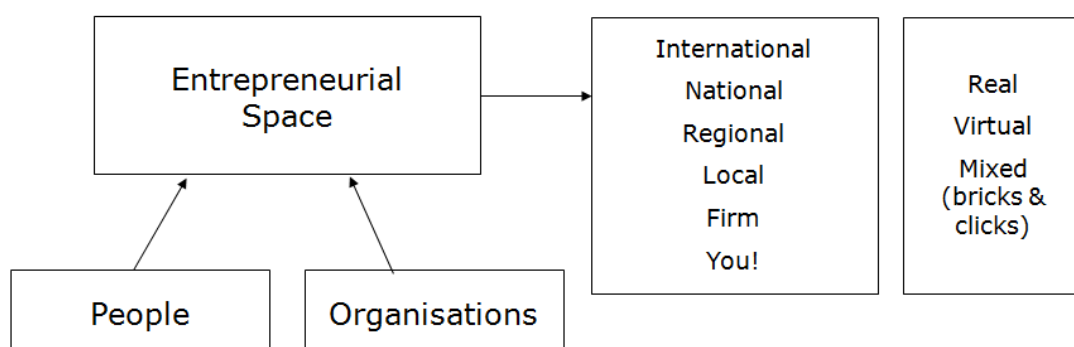 Entrepreneurial
Space
International
National
Regional
Local
Firm
You!
Real
Virtual
Mixed
(bricks &
clicks)
People
Organisations